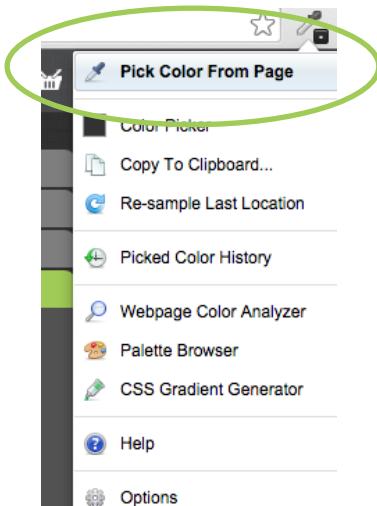 Pick Color From Page
Color Picker
Copy To Clipboard...
Re-sample Last Location
Picked Color History
Webpage Color Analyzer
Palette Browser
CSS Gradient Generator
Help
Options